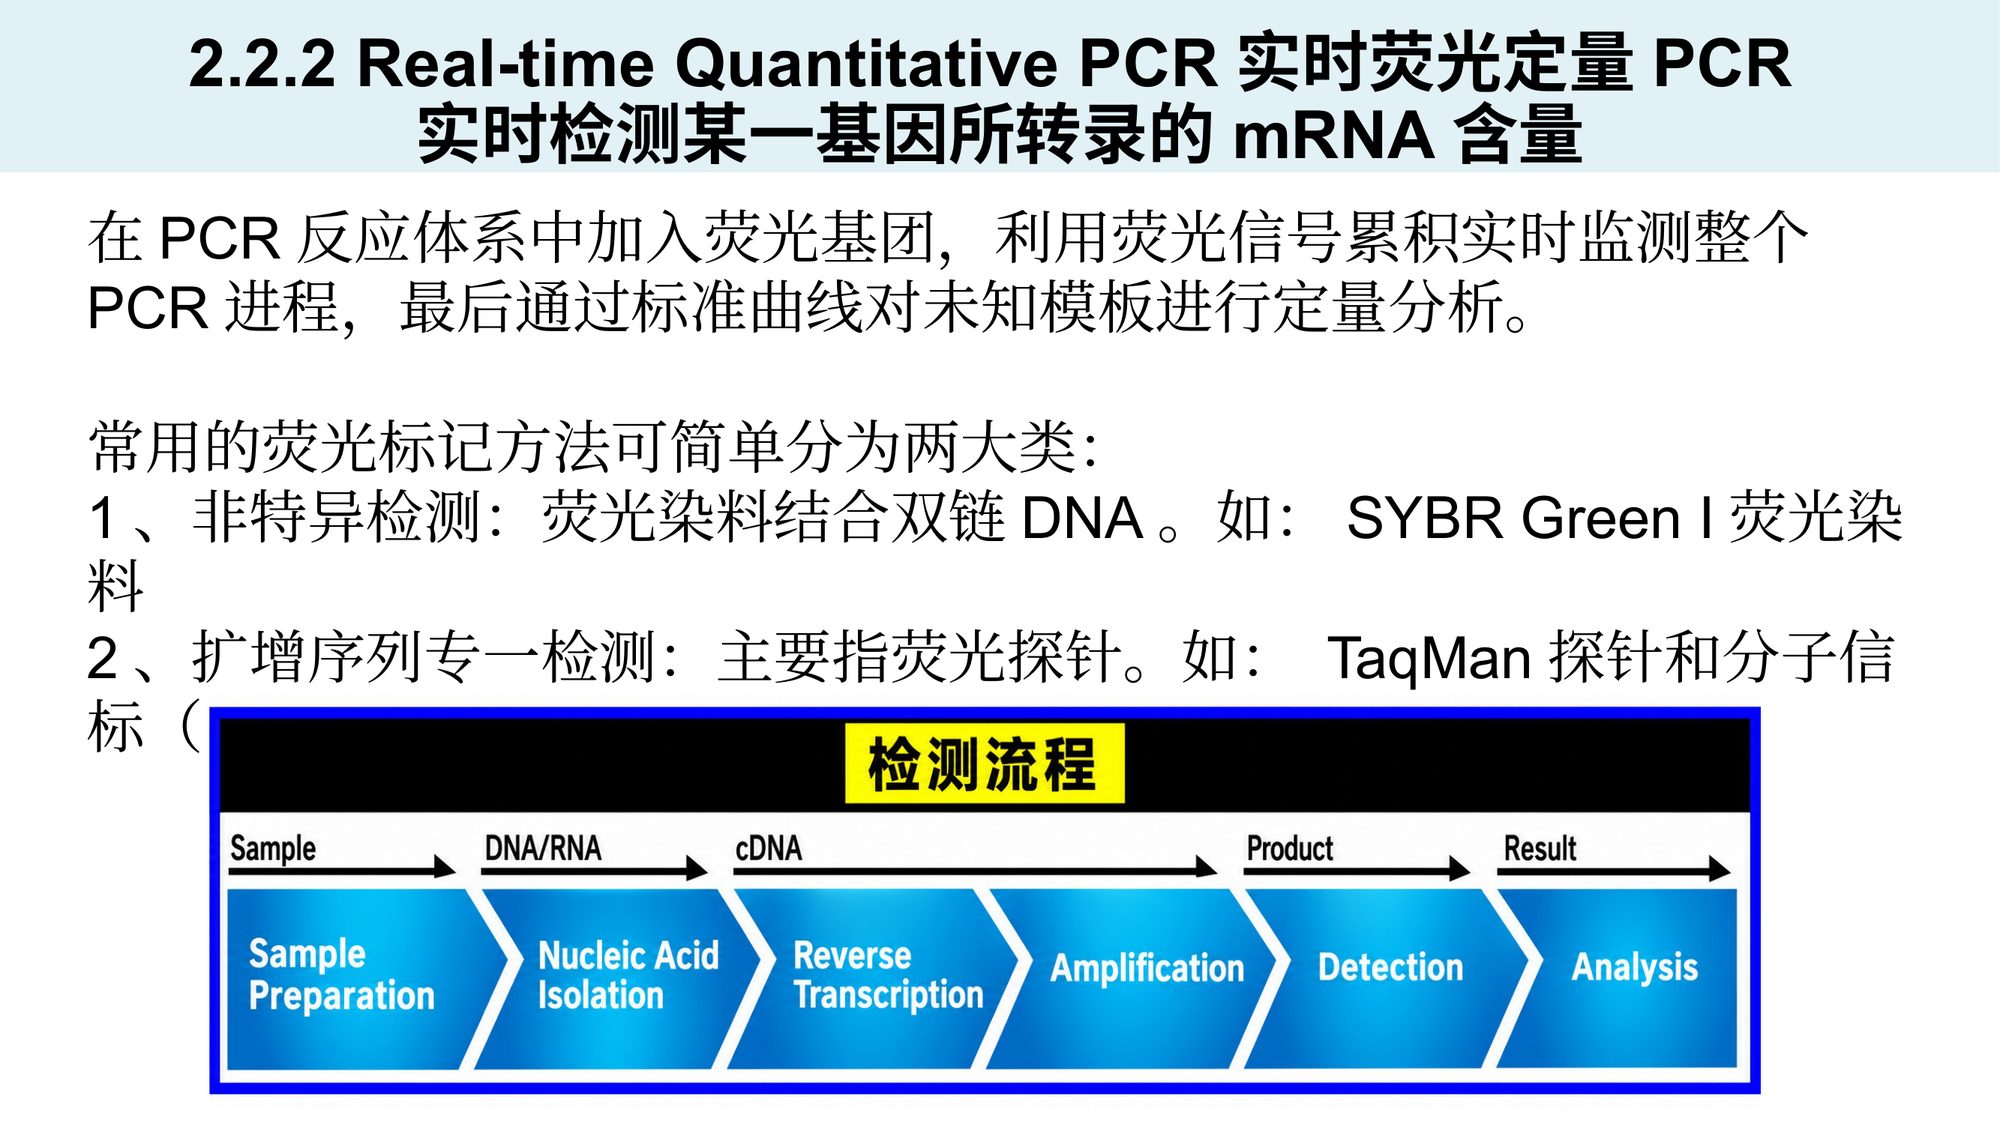 2.2.2 Real-time Quantitative PCR 实时荧光定量 PCR
实时检测某一基因所转录的 mRNA 含量
在 PCR 反应体系中加入荧光基团，利用荧光信号累积实时监测整个
PCR 进程，最后通过标准曲线对未知模板进行定量分析。
常用的荧光标记方法可简单分为两大类：
1 、非特异检测：荧光染料结合双链 DNA 。如： SYBR Green I 荧光染
料
2 、扩增序列专一检测：主要指荧光探针。如： TaqMan 探针和分子信
标（
检测流程
Sample DNA/RNA cDNA Product Result
Sample
Preparation
Nucleic Acid
Isolation
Reverse
Transcription
Amplification
Detection
Analysis